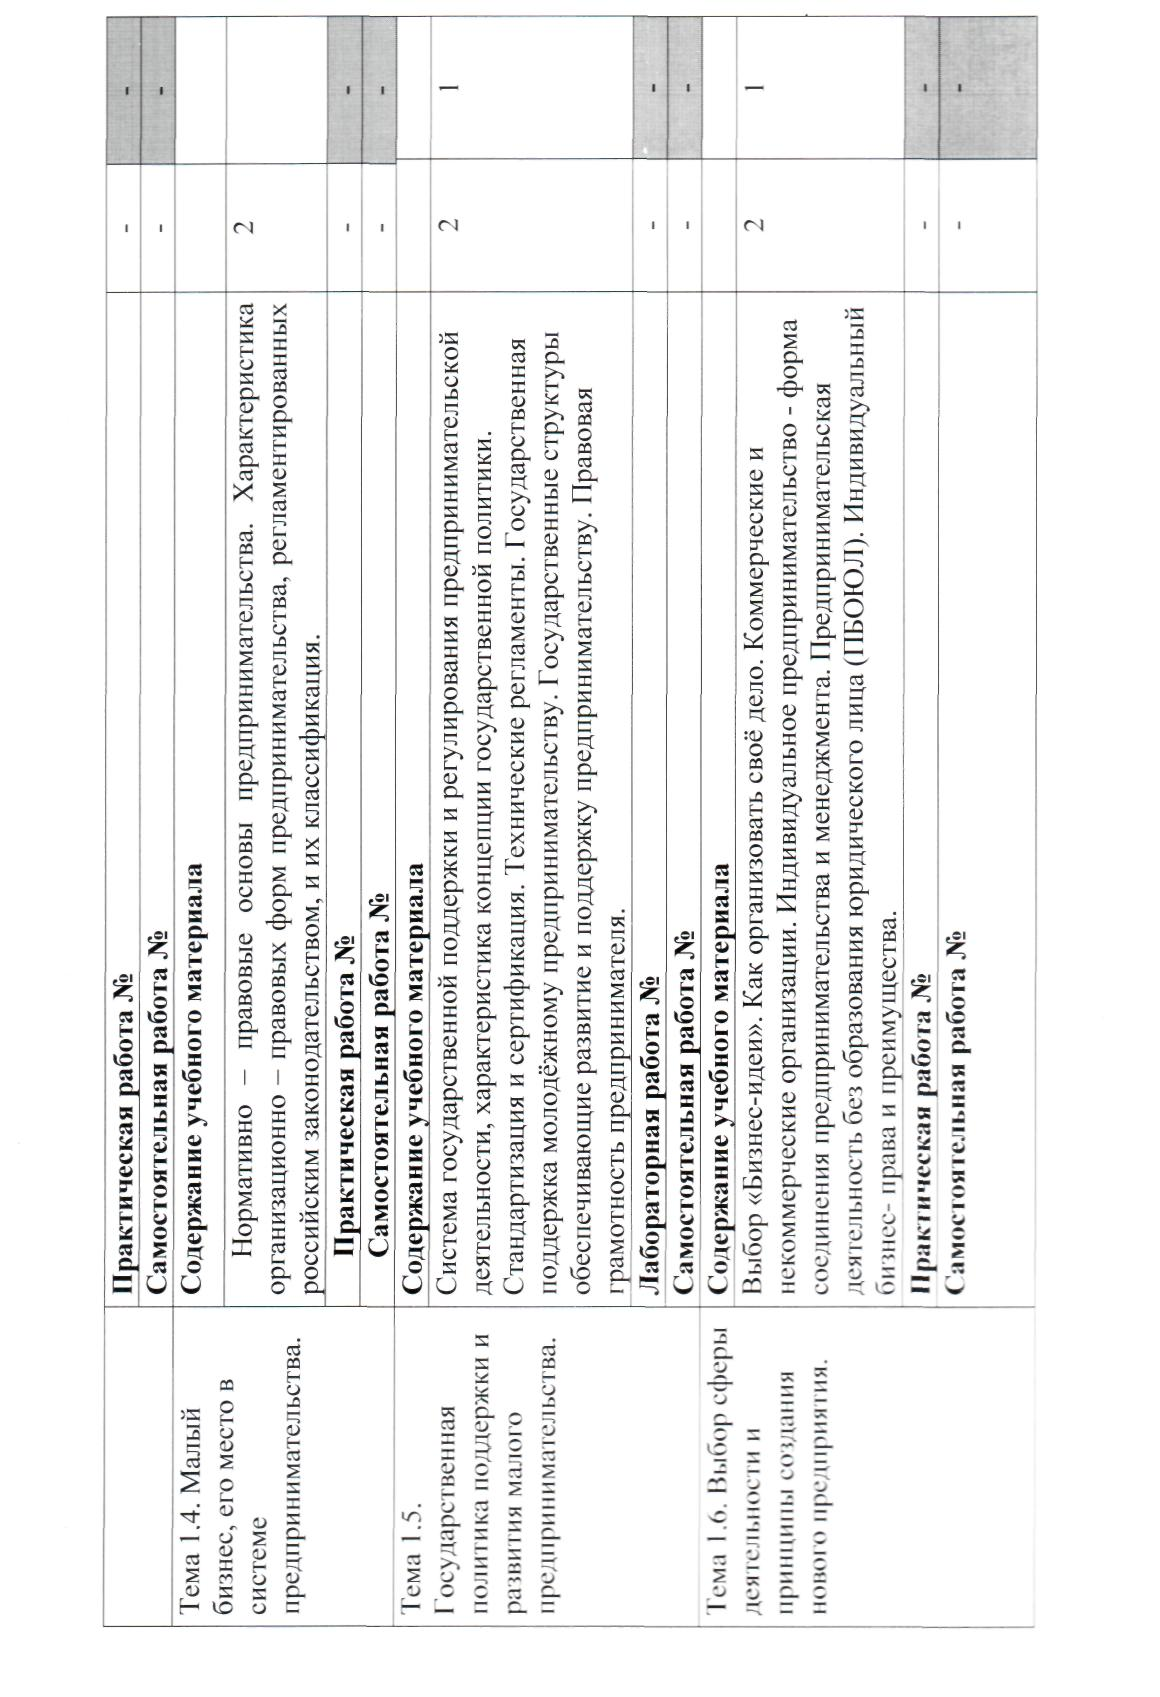 Практическая работа №
-
-
Самостоятельная работа №
-
-
Тема 1.4. Малый
бизнес, его место в
системе
предпринимательства.
Содержание учебного материала
Нормативно – правовые основы предпринимательства. Характеристика
организационно – правовых форм предпринимательства, регламентированных
российским законодательством, и их классификация.
2
Практическая работа №
-
-
Самостоятельная работа №
-
-
Тема 1.5.
Государственная
политика поддержки и
развития малого
предпринимательства.
Содержание учебного материала
Система государственной поддержки и регулирования предпринимательской
деятельности, характеристика концепции государственной политики.
Стандартизация и сертификация. Технические регламенты. Государственная
поддержка молодёжному предпринимательству. Государственные структуры
обеспечивающие развитие и поддержку предпринимательству. Правовая
грамотность предпринимателя.
2
1
Лабораторная работа №
-
-
Самостоятельная работа №
-
-
Тема 1.6. Выбор сферы
деятельности и
принципы создания
нового предприятия.
Содержание учебного материала
Выбор «Бизнес-идеи». Как организовать своё дело. Коммерческие и
некоммерческие организации. Индивидуальное предпринимательство - форма
соединения предпринимательства и менеджмента. Предпринимательская
деятельность без образования юридического лица (ПБОЮЛ). Индивидуальный
бизнес- права и преимущества.
2
1
Практическая работа №
-
-
Самостоятельная работа №
-
-